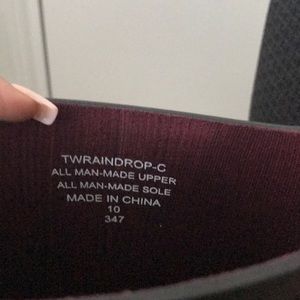 TWRAINDROP-C
ALL MAN-MADE UPPER
ALL MAN-MADE SOLE
MADE IN CHINA
10
347